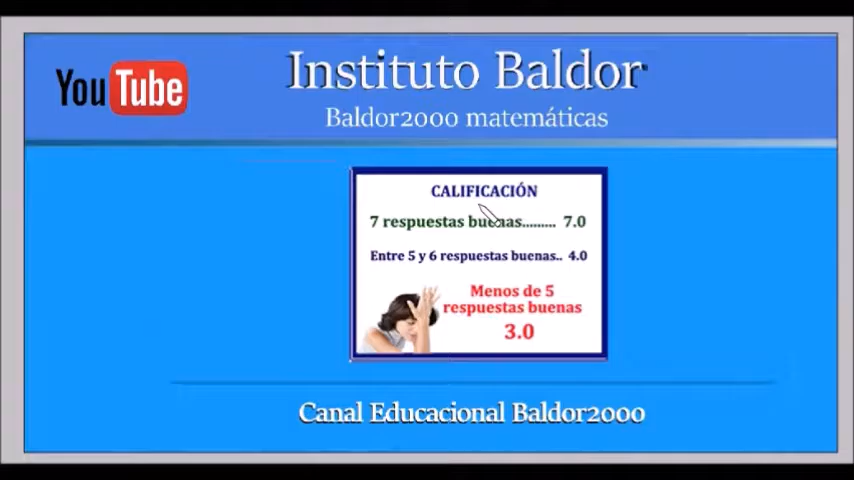 YouTube
Instituto Baldor
Baldor2000 matemáticas
CALIFICACIÓN
7 respuestas buenas......... 7.0
Entre 5 y 6 respuestas buenas.. 4.0
Menos de 5
respuestas buenas
3.0
Canal Educacional Baldor2000